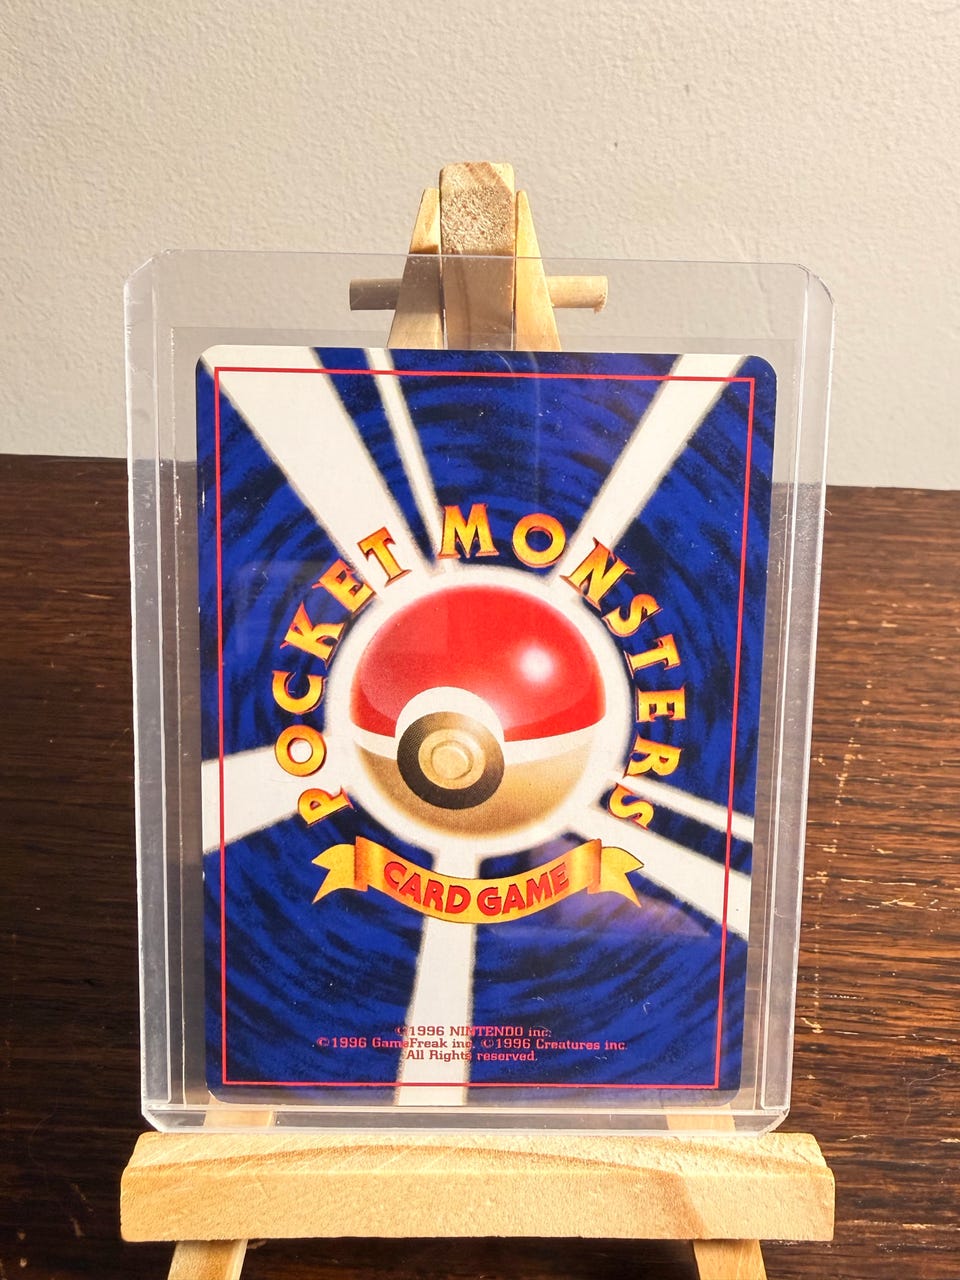 POCKET MONSTERS
CARD GAME
©1996 NINTENDO inc.
©1996 GameFreak inc. ©1996 Creatures inc.
All Rights reserved.